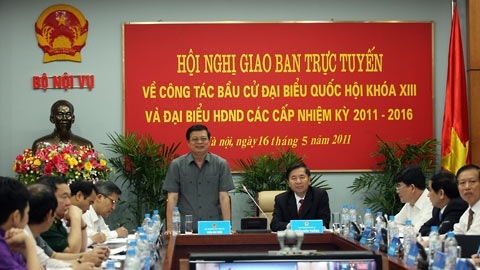 BỘ NỘI VỤ
HỘI NGHỊ GIAO BAN TRỰC TUYẾN
VỀ CÔNG TÁC BẦU CỬ ĐẠI BIỂU QUỐC HỘI KHÓA XIII
VÀ ĐẠI BIỂU HĐND CÁC CẤP NHIỆM KỲ 2011 - 2016
Nội, ngày 16 tháng 5 năm 2011